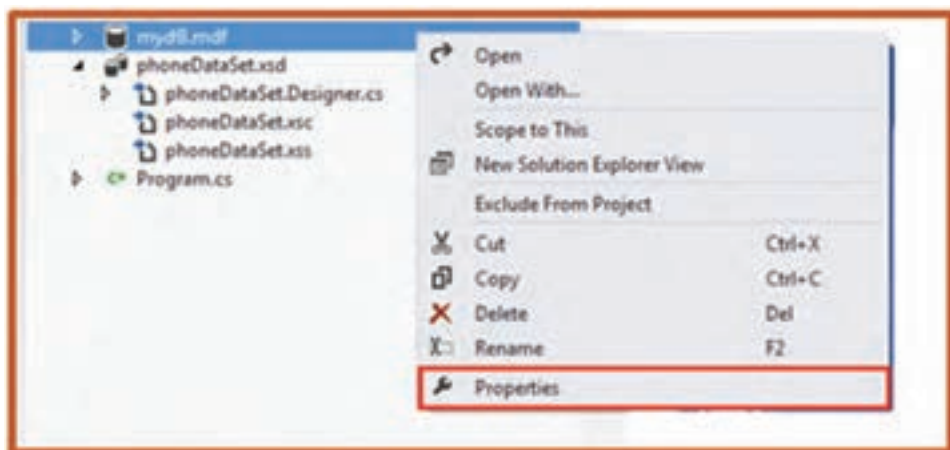 mydB.mdf
phoneDataSet.xsd
phoneDataSet.Designer.cs
phoneDataSet.xsc
phoneDataSet.xss
C# Program.cs
Open
Open With...
Scope to This
New Solution Explorer View
Exclude From Project
Cut Ctrl+X
Copy Ctrl+C
Delete Del
Rename F2
Properties